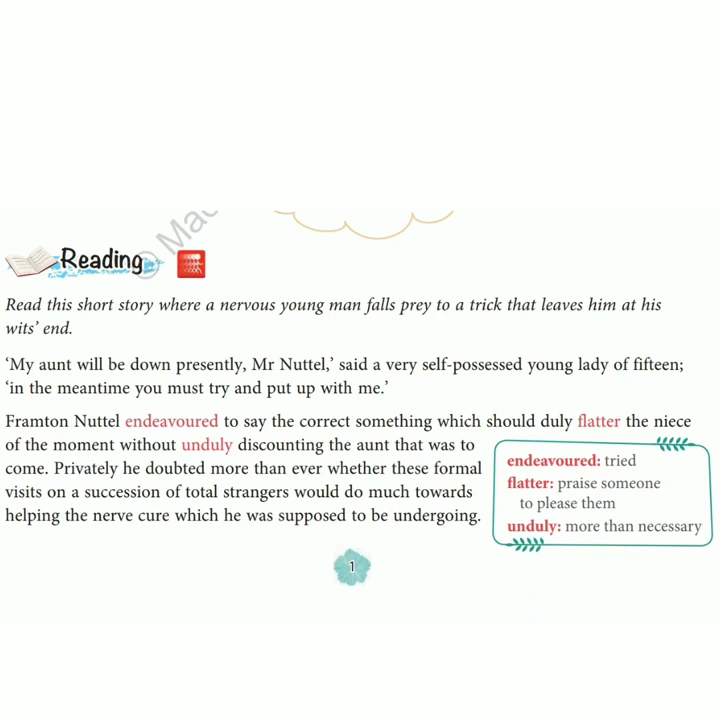 © Mac
Reading
Read this short story where a nervous young man falls prey to a trick that leaves him at his
wits’ end.
‘My aunt will be down presently, Mr Nuttel,’ said a very self-possessed young lady of fifteen;
‘in the meantime you must try and put up with me.’
Framton Nuttel endeavoured to say the correct something which should duly flatter the niece
of the moment without unduly discounting the aunt that was to
come. Privately he doubted more than ever whether these formal
visits on a succession of total strangers would do much towards
helping the nerve cure which he was supposed to be undergoing.
endeavoured: tried
flatter: praise someone
to please them
unduly: more than necessary
1